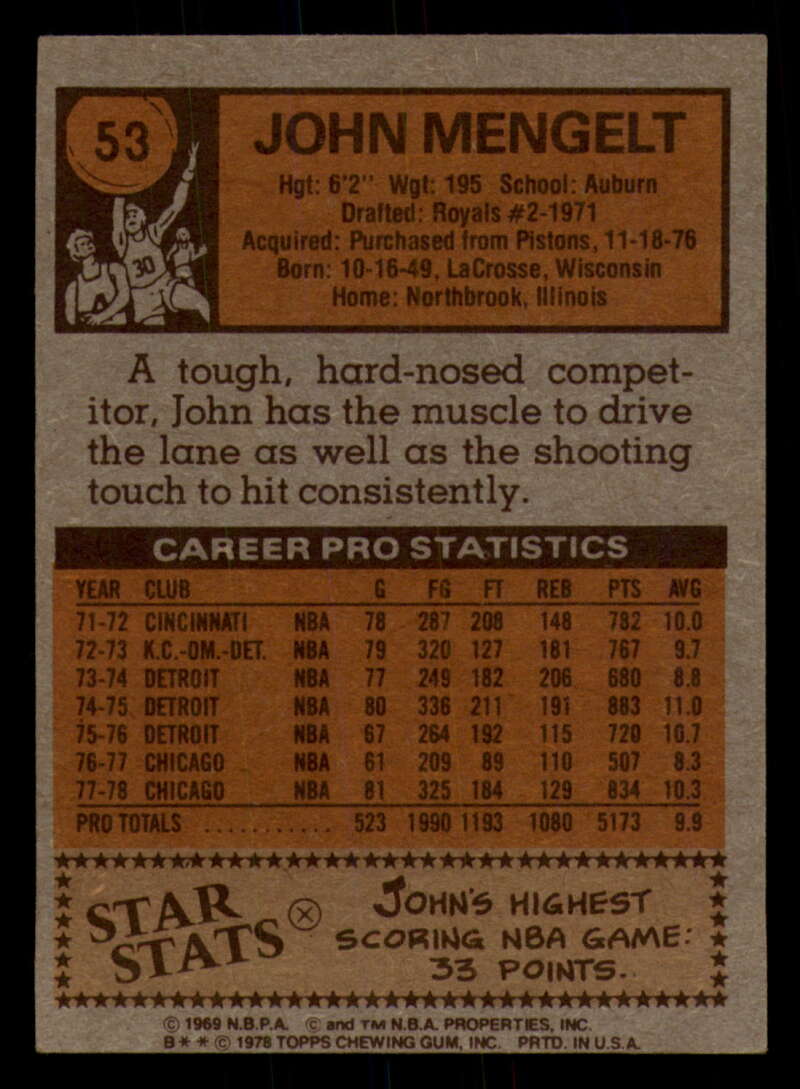 53
JOHN MENGELT
Hgt: 6'2" Wgt: 195 School: Auburn
Drafted: Royals #2-1971
Acquired: Purchased from Pistons, 11-18-76
Born: 10-16-49, LaCrosse, Wisconsin
Home: Northbrook, Illinois
30
A tough, hard-nosed compet-
itor, John has the muscle to drive
the lane as well as the shooting
touch to hit consistently.
CAREER PRO STATISTICS
YEAR CLUB G FG FT REB PTS AVG
71-72 CINCINNATI NBA 78 287 208 148 782 10.0
72-73 K.C.-OM.-DET. NBA 79 320 127 181 767 9.7
73-74 DETROIT NBA 77 249 182 206 680 8.8
74-75 DETROIT NBA 80 336 211 191 883 11.0
75-76 DETROIT NBA 67 264 192 115 720 10.7
76-77 CHICAGO NBA 61 209 89 110 507 8.3
77-78 CHICAGO NBA 81 325 184 129 834 10.3
PRO TOTALS ........... 523 1990 1193 1080 5173 9.9
STAR
STATS
JOHN'S HIGHEST
SCORING NBA GAME:
33 POINTS.
© 1969 N.B.P.A. © and TM N.B.A. PROPERTIES, INC.
B * * © 1978 TOPPS CHEWING GUM, INC. PRTD. IN U.S.A.